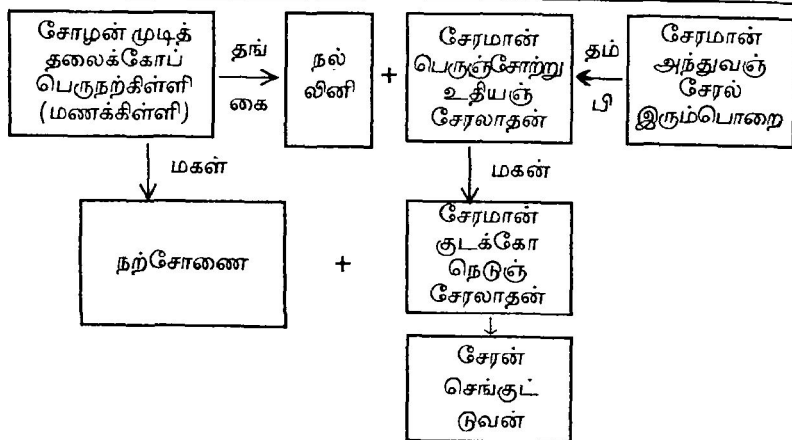 சோழன் முடித்
தலைக்கோப்
பெருநற்கிள்ளி
(மணக்கிள்ளி)
தங்
கை
நல்
லினி
+
சேரமான்
பெருஞ்சோற்று
உதியஞ்
சேரலாதன்
தம்
பி
சேரமான்
அந்துவஞ்
சேரல்
இரும்பொறை
மகள்
மகன்
நற்சோணை
+
சேரமான்
குடக்கோ
நெடுஞ்
சேரலாதன்
சேரன்
செங்குட்
டுவன்